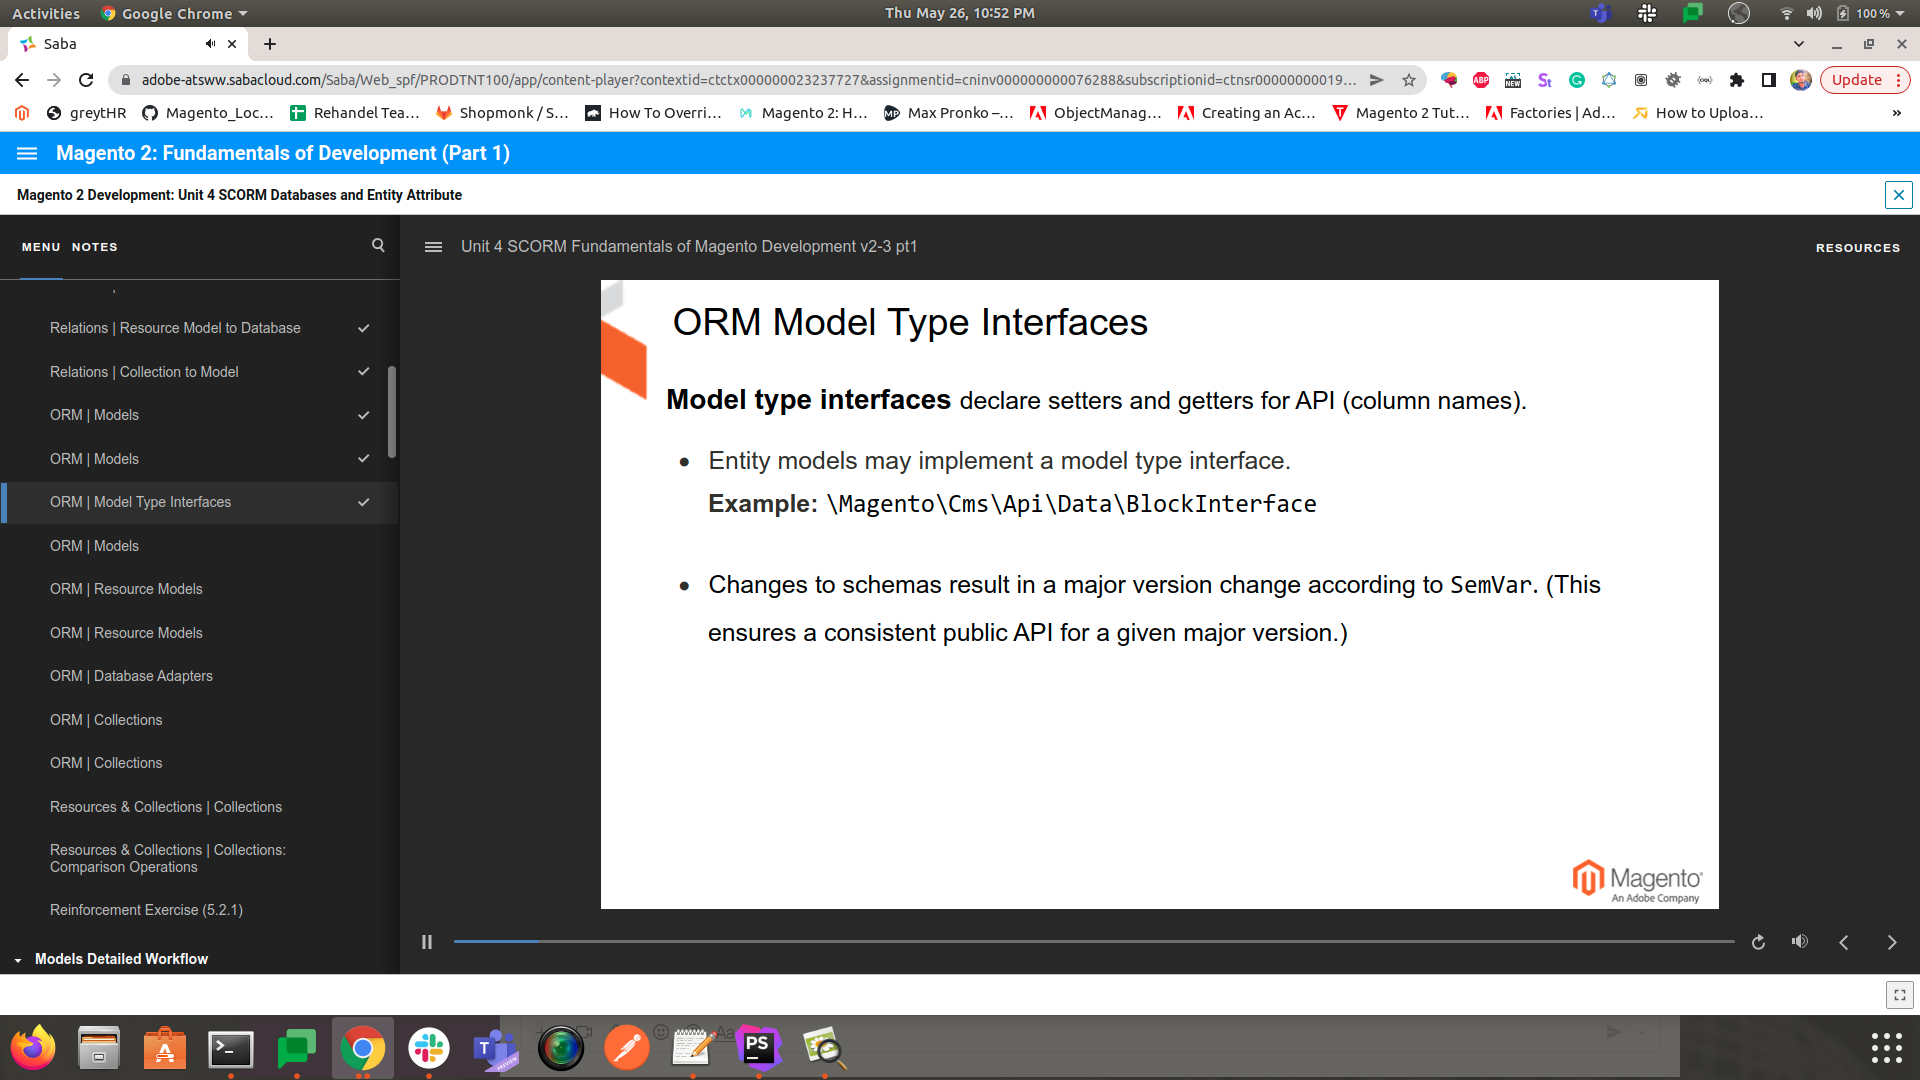 Activities
Google Chrome
Thu May 26, 10:52 PM
100 %
Saba
adobe-atsww.sabacloud.com/Saba/Web_spf/PRODTNT100/app/content-player?contextid=ctctx000000023237727&assignmentid=cninv000000000076288&subscriptionid=ctnsr00000000019...
ABP
NEW
Update
greytHR
Magento_Loc...
Rehandel Tea...
Shopmonk / S...
How To Overri...
Magento 2: H...
Max Pronko –...
ObjectManag...
Creating an Ac...
Magento 2 Tut...
Factories | Ad...
How to Uploa...
»
Magento 2: Fundamentals of Development (Part 1)
Magento 2 Development: Unit 4 SCORM Databases and Entity Attribute
MENU NOTES
Unit 4 SCORM Fundamentals of Magento Development v2-3 pt1
RESOURCES
Relations | Resource Model to Database
Relations | Collection to Model
ORM | Models
ORM | Models
ORM | Model Type Interfaces
ORM | Models
ORM | Resource Models
ORM | Resource Models
ORM | Database Adapters
ORM | Collections
ORM | Collections
Resources & Collections | Collections
Resources & Collections | Collections:
Comparison Operations
Reinforcement Exercise (5.2.1)
Models Detailed Workflow
ORM Model Type Interfaces
Model type interfaces declare setters and getters for API (column names).
• Entity models may implement a model type interface.
Example: \Magento\Cms\Api\Data\BlockInterface
• Changes to schemas result in a major version change according to SemVar. (This
ensures a consistent public API for a given major version.)
Magento
An Adobe Company
PS